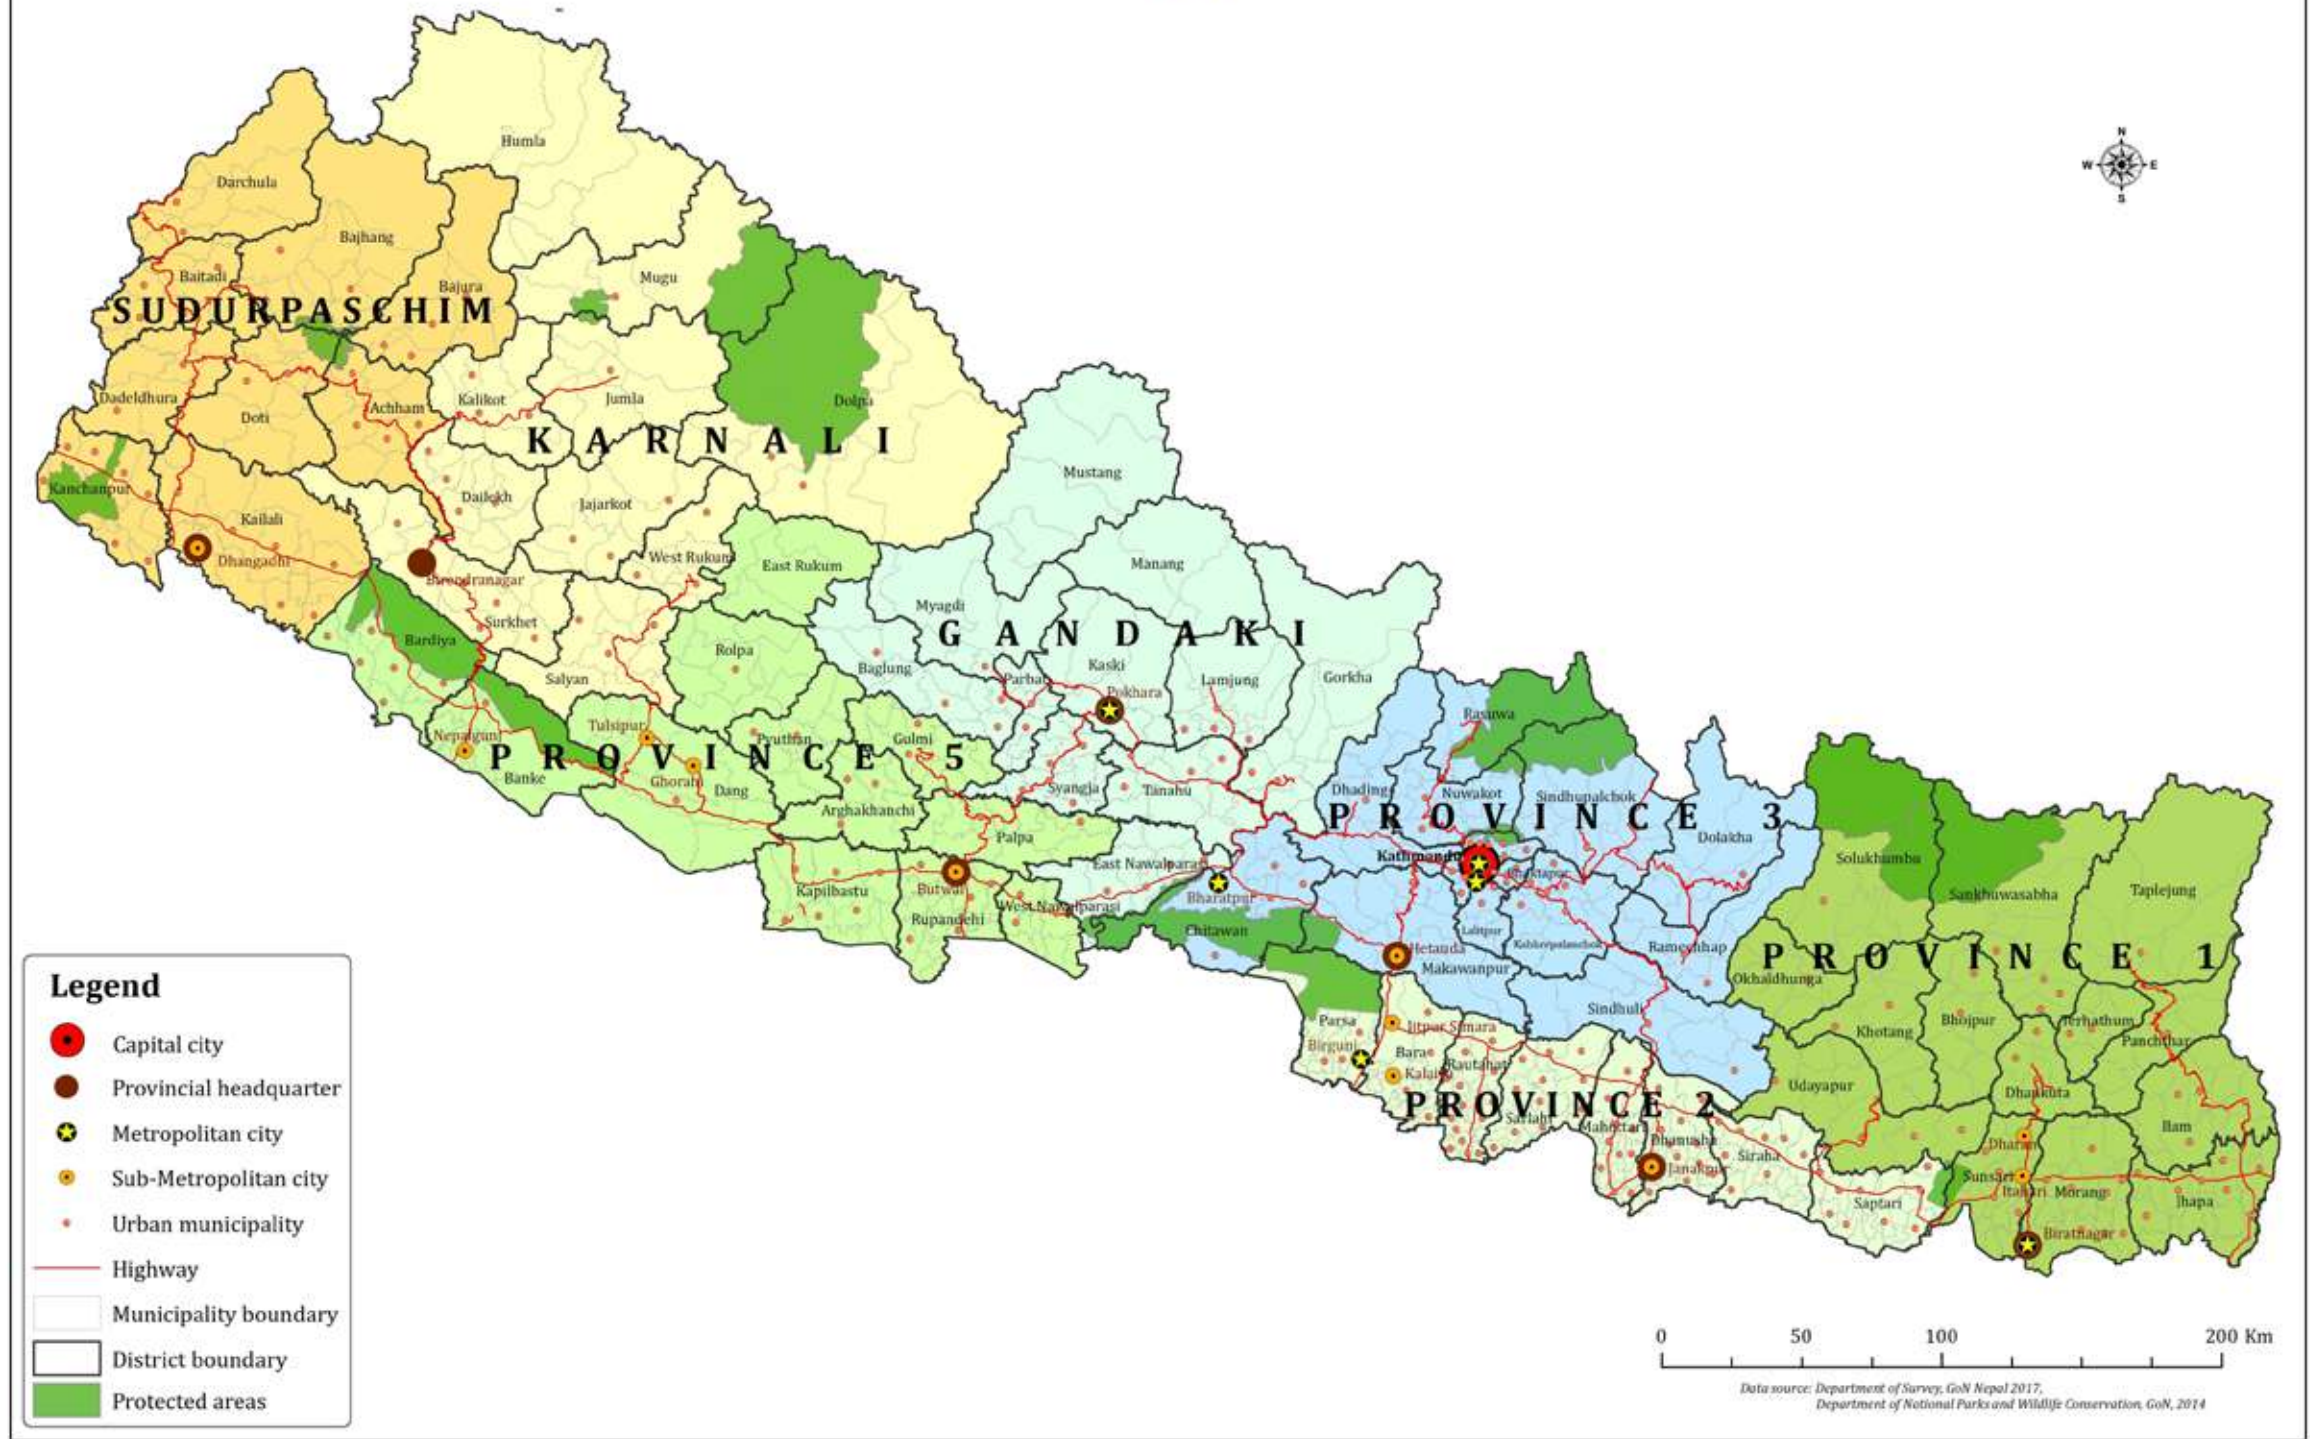 N
W E
S
Humla
Darchula
Bajhang
Baitadi
Mugu
Bajura
SUDURPASCHIM
Dadeldhura
Doti
Achham
Kalikot
Jumla
Dolpa
KARNALI
Mustang
Kanchanpur
Kailali
Dailekh
Jajarkot
Dhangadhi
West Rukum
East Rukum
Manang
Birendranagar
Myagdi
Surkhet
GANDAKI
Bardiya
Rolpa
Baglung
Kaski
Salyan
Parbat
Lamjung
Gorkha
Pokhara
Rasuwa
Tulsipur
Nepalgunj
Pyuthan
Gulmi
PROVINCE 5
Banke
Ghorahi
Dang
Syangja
Tanahu
Dhading
Nuwakot
Sindhupalchok
Arghakhanchi
PROVINCE 3
Palpa
Dolakha
Kathmandu
Solukhumbu
East Nawalparasi
Bhaktapur
Kapilbastu
Butwal
Taplejung
Sankhuwasabha
Bharatpur
West Nawalparasi
Rupandehi
Chitawan
Lalitpur
Kabhrepalanchok
Hetauda
Ramechhap
PROVINCE 1
Makawanpur
Okhaldhunga
Sindhuli
Parsa
Jitpur Simara
Khotang
Bhojpur
Terhathum
Birgunj
Bara
Rautahat
Panchthar
Kalaiya
Udayapur
Dhankuta
PROVINCE 2
Sarlahi
Mahottari
Dhanusha
Ilam
Dharan
Siraha
Janakpur
Sunsari
Itahari
Morang
Saptari
Jhapa
Biratnagar
Legend
Capital city
Provincial headquarter
Metropolitan city
Sub-Metropolitan city
Urban municipality
Highway
Municipality boundary
District boundary
Protected areas
0 50 100 200 Km
Data source: Department of Survey, GoN Nepal 2017,
Department of National Parks and Wildlife Conservation, GoN, 2014